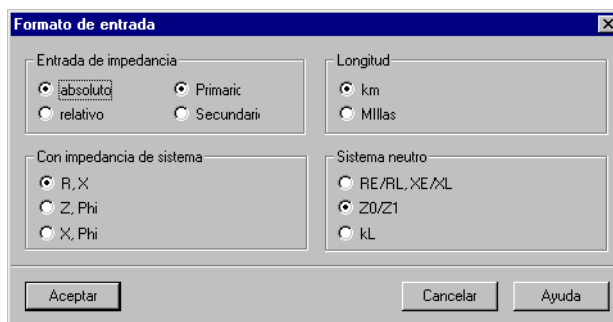 Formato de entrada
Entrada de impedancia
absoluto
Primaric
relativo
Secundari
Longitud
km
MIllas
Con impedancia de sistema
R, X
Z, Phi
X, Phi
Sistema neutro
RE/RL, XE/XL
Z0/Z1
kL
Aceptar
Cancelar
Ayuda